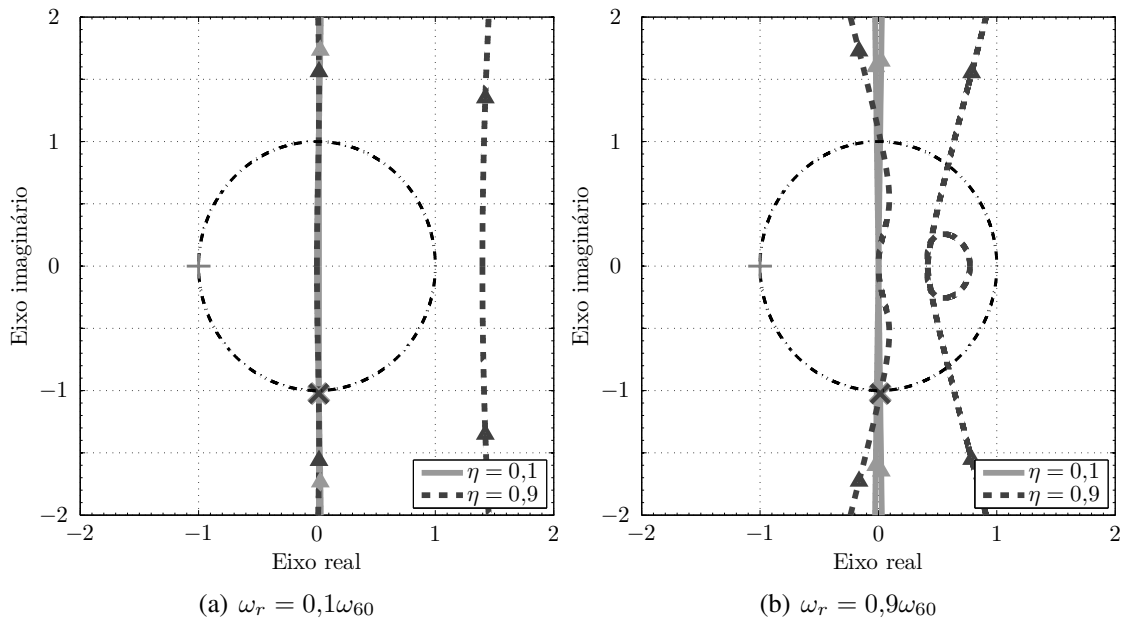 2
1
0
−1
−2
−2
−1
0
1
2
Eixo real
Eixo imaginário
η = 0,1
η = 0,9
(a) ωr = 0,1ω60
2
1
0
−1
−2
−2
−1
0
1
2
Eixo real
Eixo imaginário
η = 0,1
η = 0,9
(b) ωr = 0,9ω60